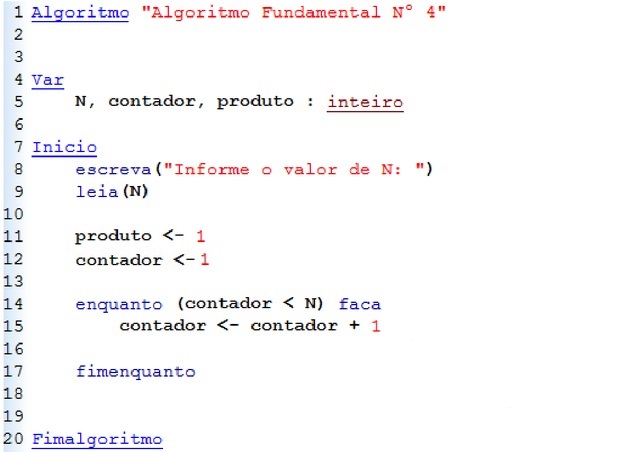 1 Algoritmo "Algoritmo Fundamental N° 4"
2
3
4 Var
5 N, contador, produto : inteiro
6
7 Inicio
8 escreva("Informe o valor de N: ")
9 leia(N)
10
11 produto <- 1
12 contador <-1
13
14 enquanto (contador < N) faca
15 contador <- contador + 1
16
17 fimenquanto
18
19
20 Fimalgoritmo